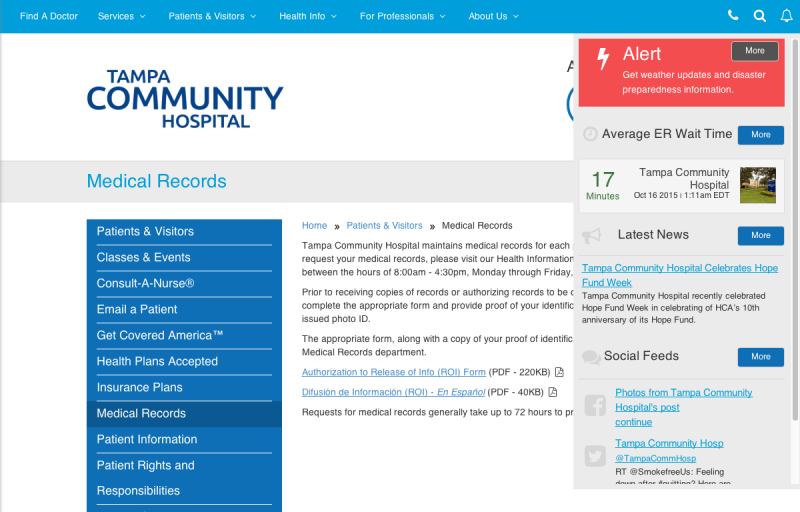 Find A Doctor Services Patients & Visitors Health Info For Professionals About Us
Alert More
Get weather updates and disaster
preparedness information.
TAMPA
COMMUNITY
HOSPITAL
A
Average ER Wait Time More
17
Minutes
Tampa Community
Hospital
Oct 16 2015 | 1:11am EDT
Latest News More
Tampa Community Hospital Celebrates Hope
Fund Week
Tampa Community Hospital recently celebrated
Hope Fund Week in celebrating of HCA's 10th
anniversary of its Hope Fund.
Social Feeds More
Photos from Tampa Community
Hospital's post
continue
Tampa Community Hosp
@TampaCommHosp
RT @SmokefreeUs: Feeling
down after #quitting? Here are
Medical Records
Patients & Visitors
Classes & Events
Consult-A-Nurse®
Email a Patient
Get Covered America™
Health Plans Accepted
Insurance Plans
Medical Records
Patient Information
Patient Rights and
Responsibilities
Home » Patients & Visitors » Medical Records
Tampa Community Hospital maintains medical records for each
request your medical records, please visit our Health Information
between the hours of 8:00am - 4:30pm, Monday through Friday,
Prior to receiving copies of records or authorizing records to be
complete the appropriate form and provide proof of your identific
issued photo ID.
The appropriate form, along with a copy of your proof of identific
Medical Records department.
Authorization to Release of Info (ROI) Form (PDF - 220KB)
Difusión de Información (ROI) - En Español (PDF - 40KB)
Requests for medical records generally take up to 72 hours to pr